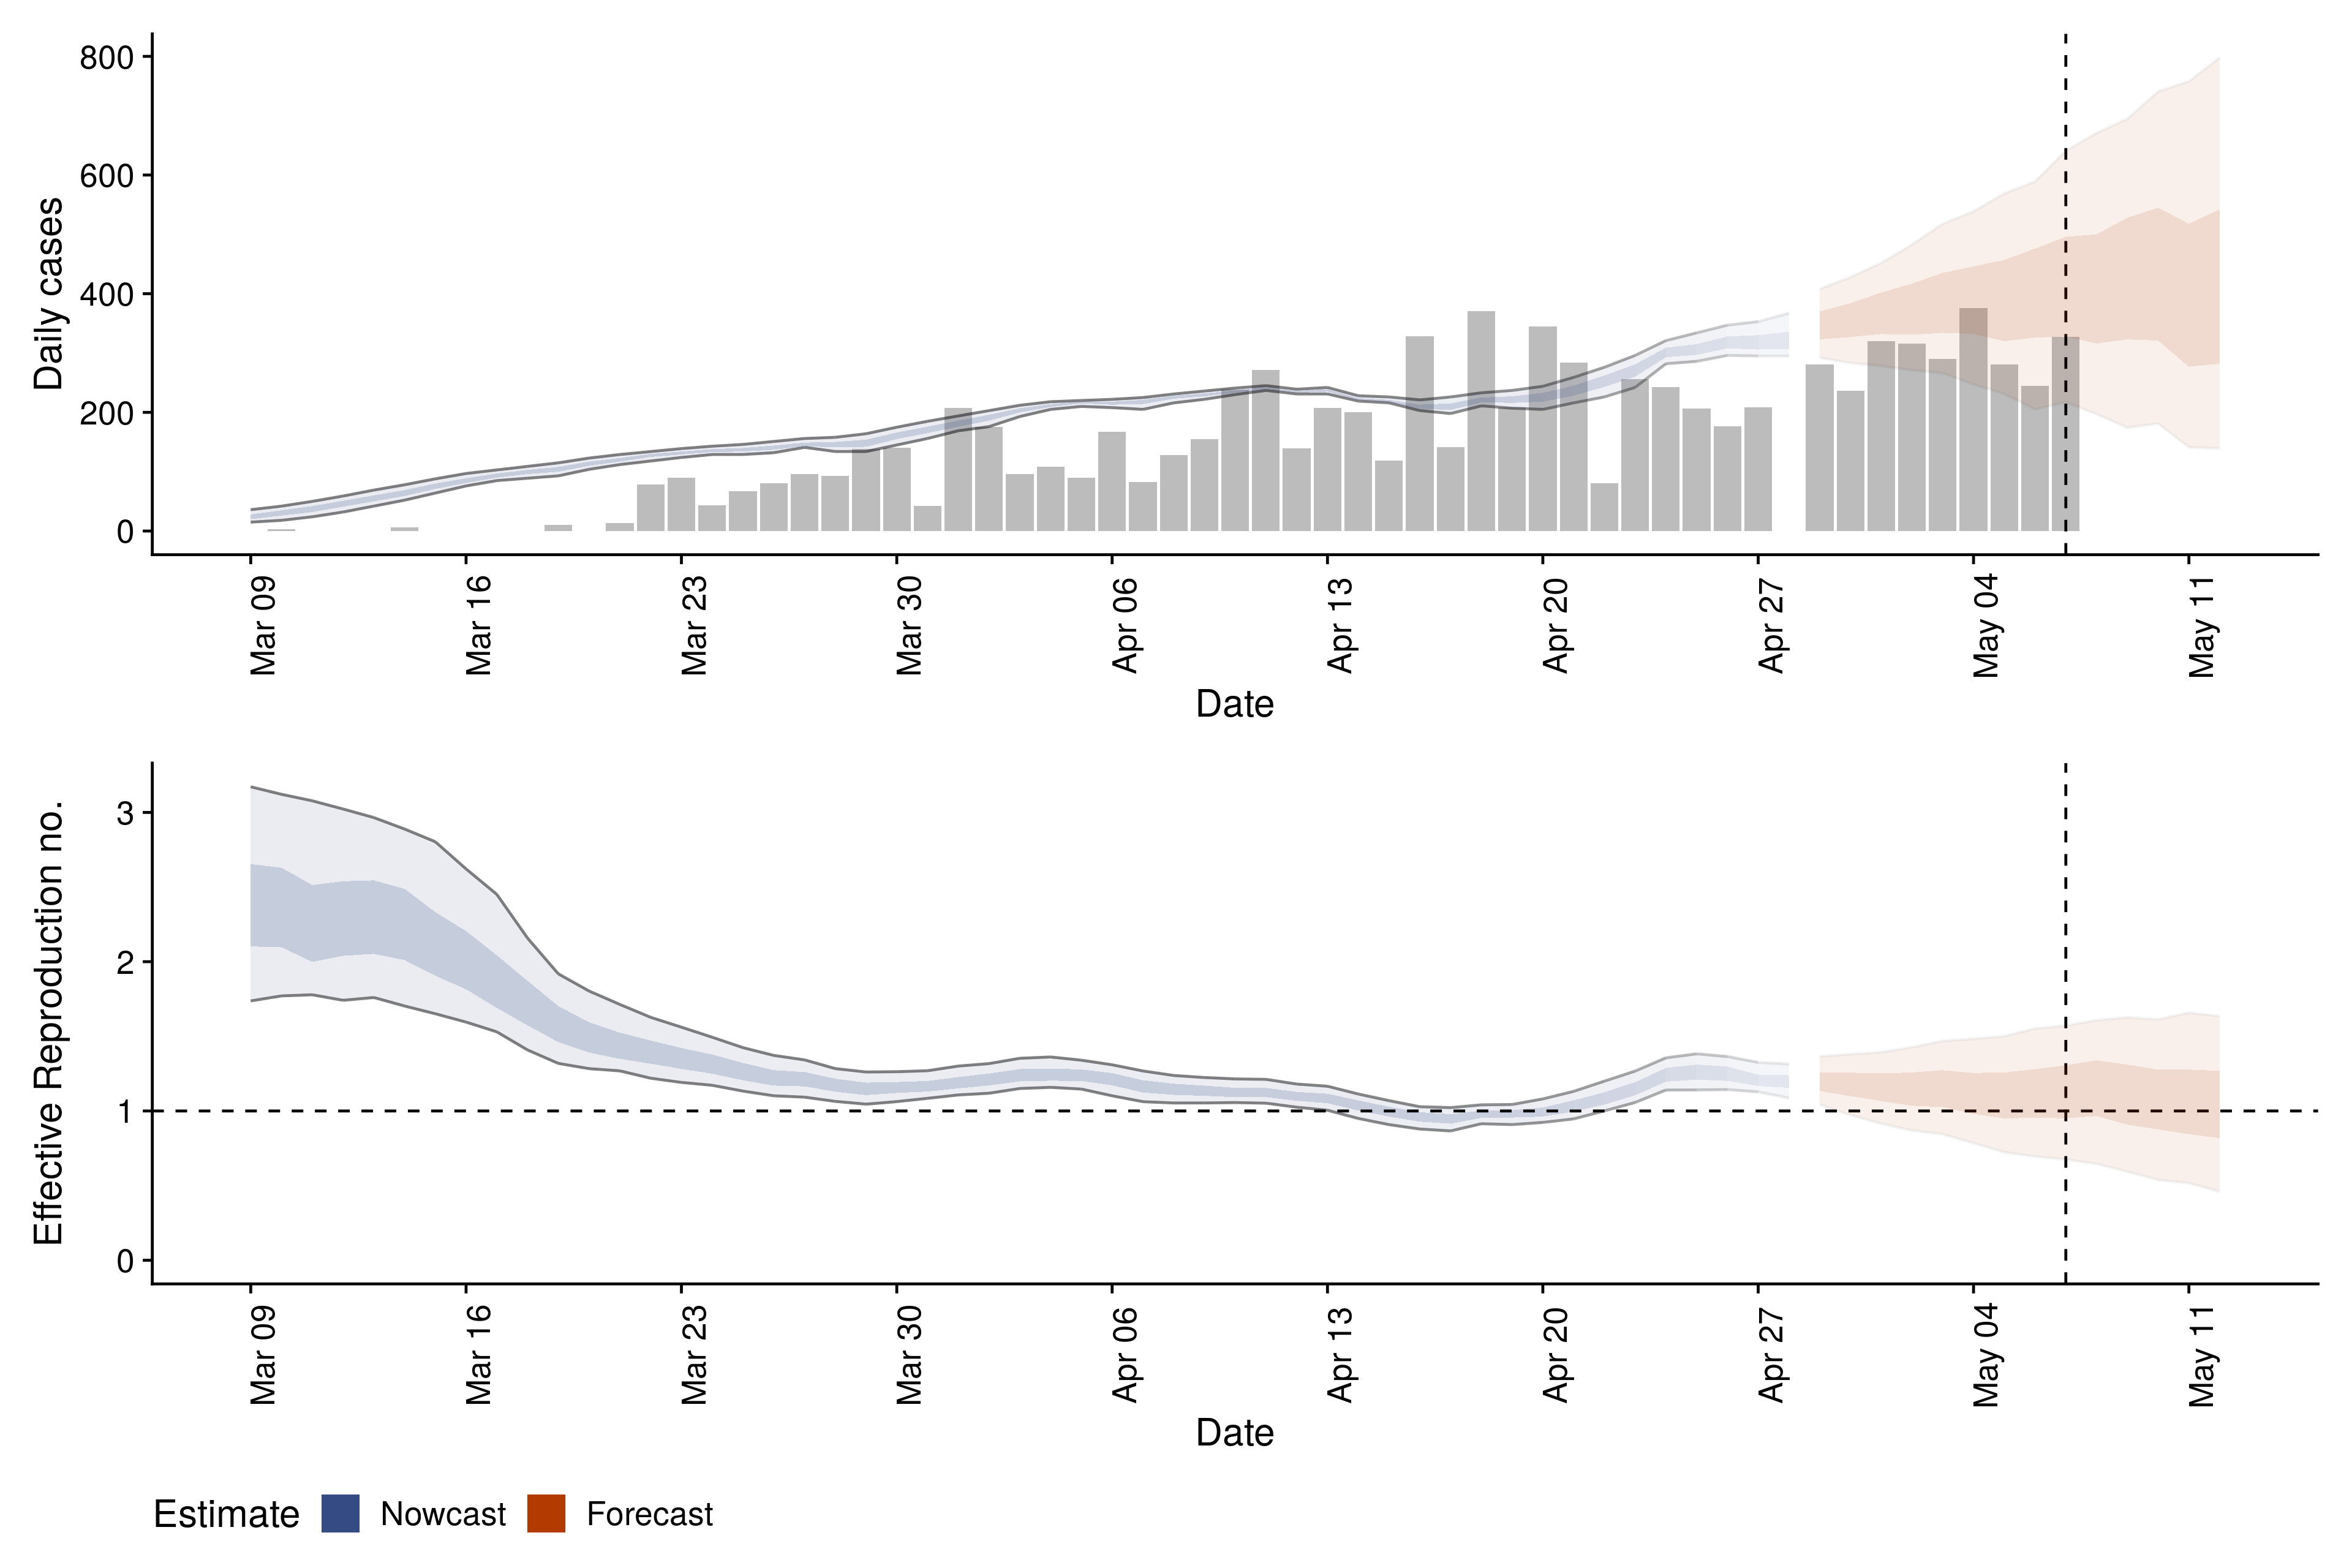 800
600
400
200
0
Daily cases
Mar 09 Mar 16 Mar 23 Mar 30 Apr 06 Apr 13 Apr 20 Apr 27 May 04 May 11
Date
3
2
1
0
Effective Reproduction no.
Mar 09 Mar 16 Mar 23 Mar 30 Apr 06 Apr 13 Apr 20 Apr 27 May 04 May 11
Date
Estimate Nowcast Forecast